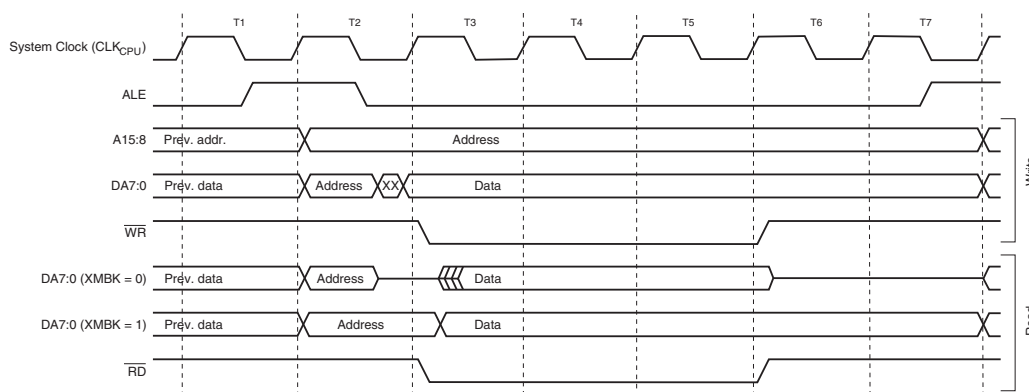 T1 T2 T3 T4 T5 T6 T7
System Clock (CLKCPU)
ALE
A15:8 Prev. addr. Address
DA7:0 Prev. data Address XX Data
WR
DA7:0 (XMBK = 0) Prev. data Address Data
DA7:0 (XMBK = 1) Prev. data Address Data
RD
Write
Read